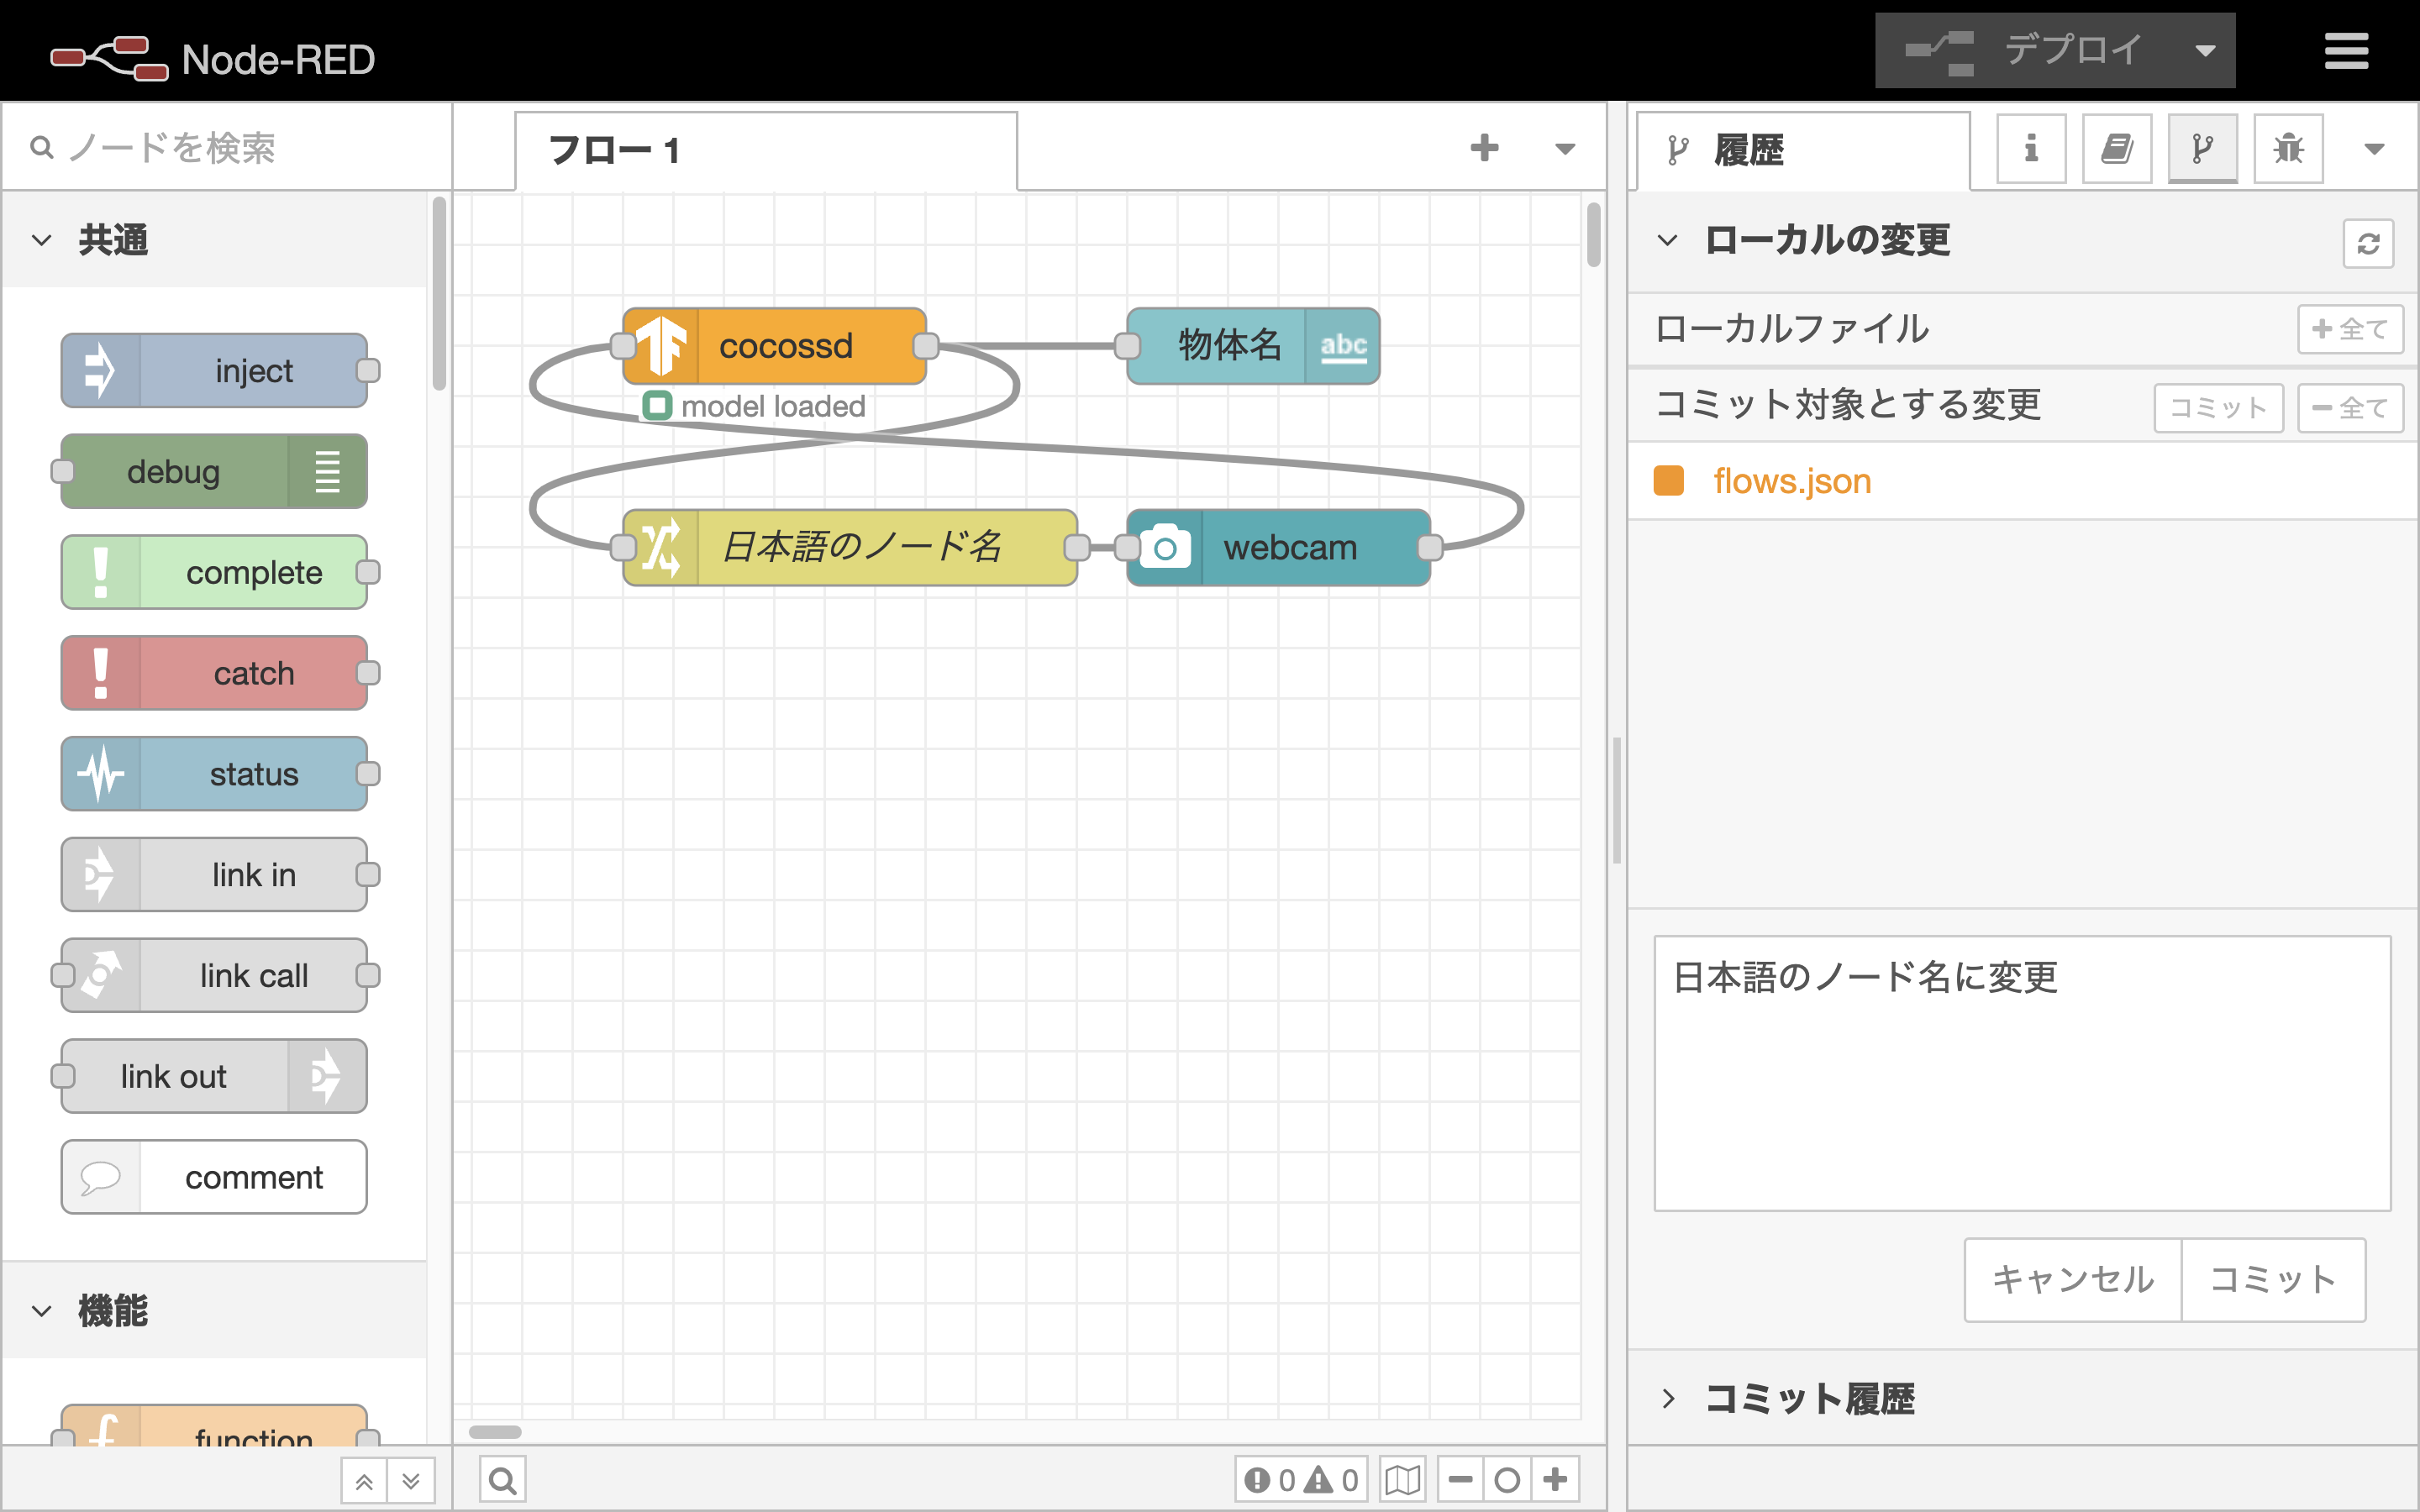 Node-RED
デプロイ
ノードを検索
フロー 1
履歴
共通
inject
debug
complete
catch
status
link in
link call
link out
comment
機能
function
cocossd
model loaded
物体名
abc
日本語のノード名
webcam
0 0
ローカルの変更
ローカルファイル
全て
コミット対象とする変更
コミット
全て
flows.json
日本語のノード名に変更
キャンセル
コミット
コミット履歴